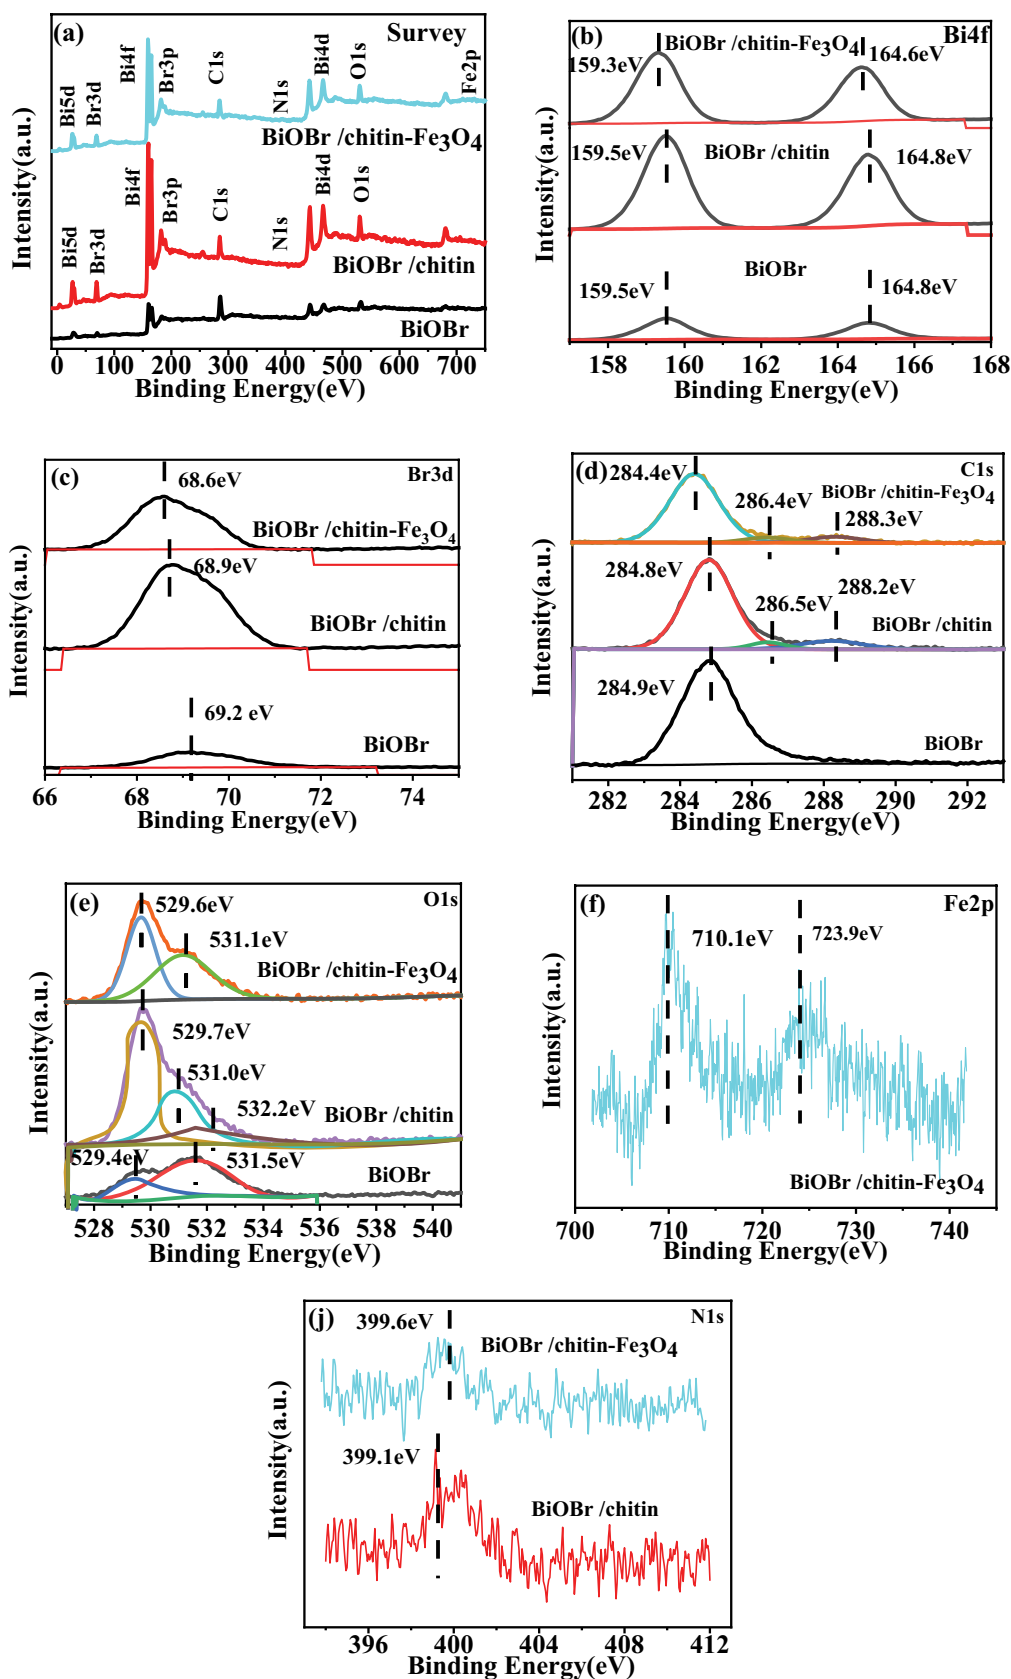 (a)
Survey
Bi5d
Br3d
Bi4f
Br3p
C1s
N1s
Bi4d
O1s
Fe2p
BiOBr /chitin-Fe₃O₄
Bi5d
Br3d
Bi4f
Br3p
C1s
N1s
Bi4d
O1s
BiOBr /chitin
BiOBr
Intensity(a.u.)
0 100 200 300 400 500 600 700
Binding Energy(eV)
(b)
Bi4f
BiOBr /chitin-Fe₃O₄
159.3eV
164.6eV
159.5eV
BiOBr /chitin
164.8eV
BiOBr
159.5eV
164.8eV
Intensity(a.u.)
158 160 162 164 166 168
Binding Energy(eV)
(c)
Br3d
68.6eV
BiOBr /chitin-Fe₃O₄
68.9eV
BiOBr /chitin
69.2 eV
BiOBr
Intensity(a.u.)
66 68 70 72 74
Binding Energy(eV)
(d)
C1s
284.4eV
286.4eV
BiOBr /chitin-Fe₃O₄
288.3eV
284.8eV
286.5eV
288.2eV
BiOBr /chitin
284.9eV
BiOBr
Intensity(a.u.)
282 284 286 288 290 292
Binding Energy(eV)
(e)
O1s
529.6eV
531.1eV
BiOBr /chitin-Fe₃O₄
529.7eV
531.0eV
532.2eV
BiOBr /chitin
529.4eV
531.5eV
BiOBr
Intensity(a.u.)
528 530 532 534 536 538 540
Binding Energy(eV)
(f)
Fe2p
710.1eV
723.9eV
BiOBr /chitin-Fe₃O₄
Intensity(a.u.)
700 710 720 730 740
Binding Energy(eV)
(j)
N1s
399.6eV
BiOBr /chitin-Fe₃O₄
399.1eV
BiOBr /chitin
Intensity(a.u.)
396 400 404 408 412
Binding Energy(eV)